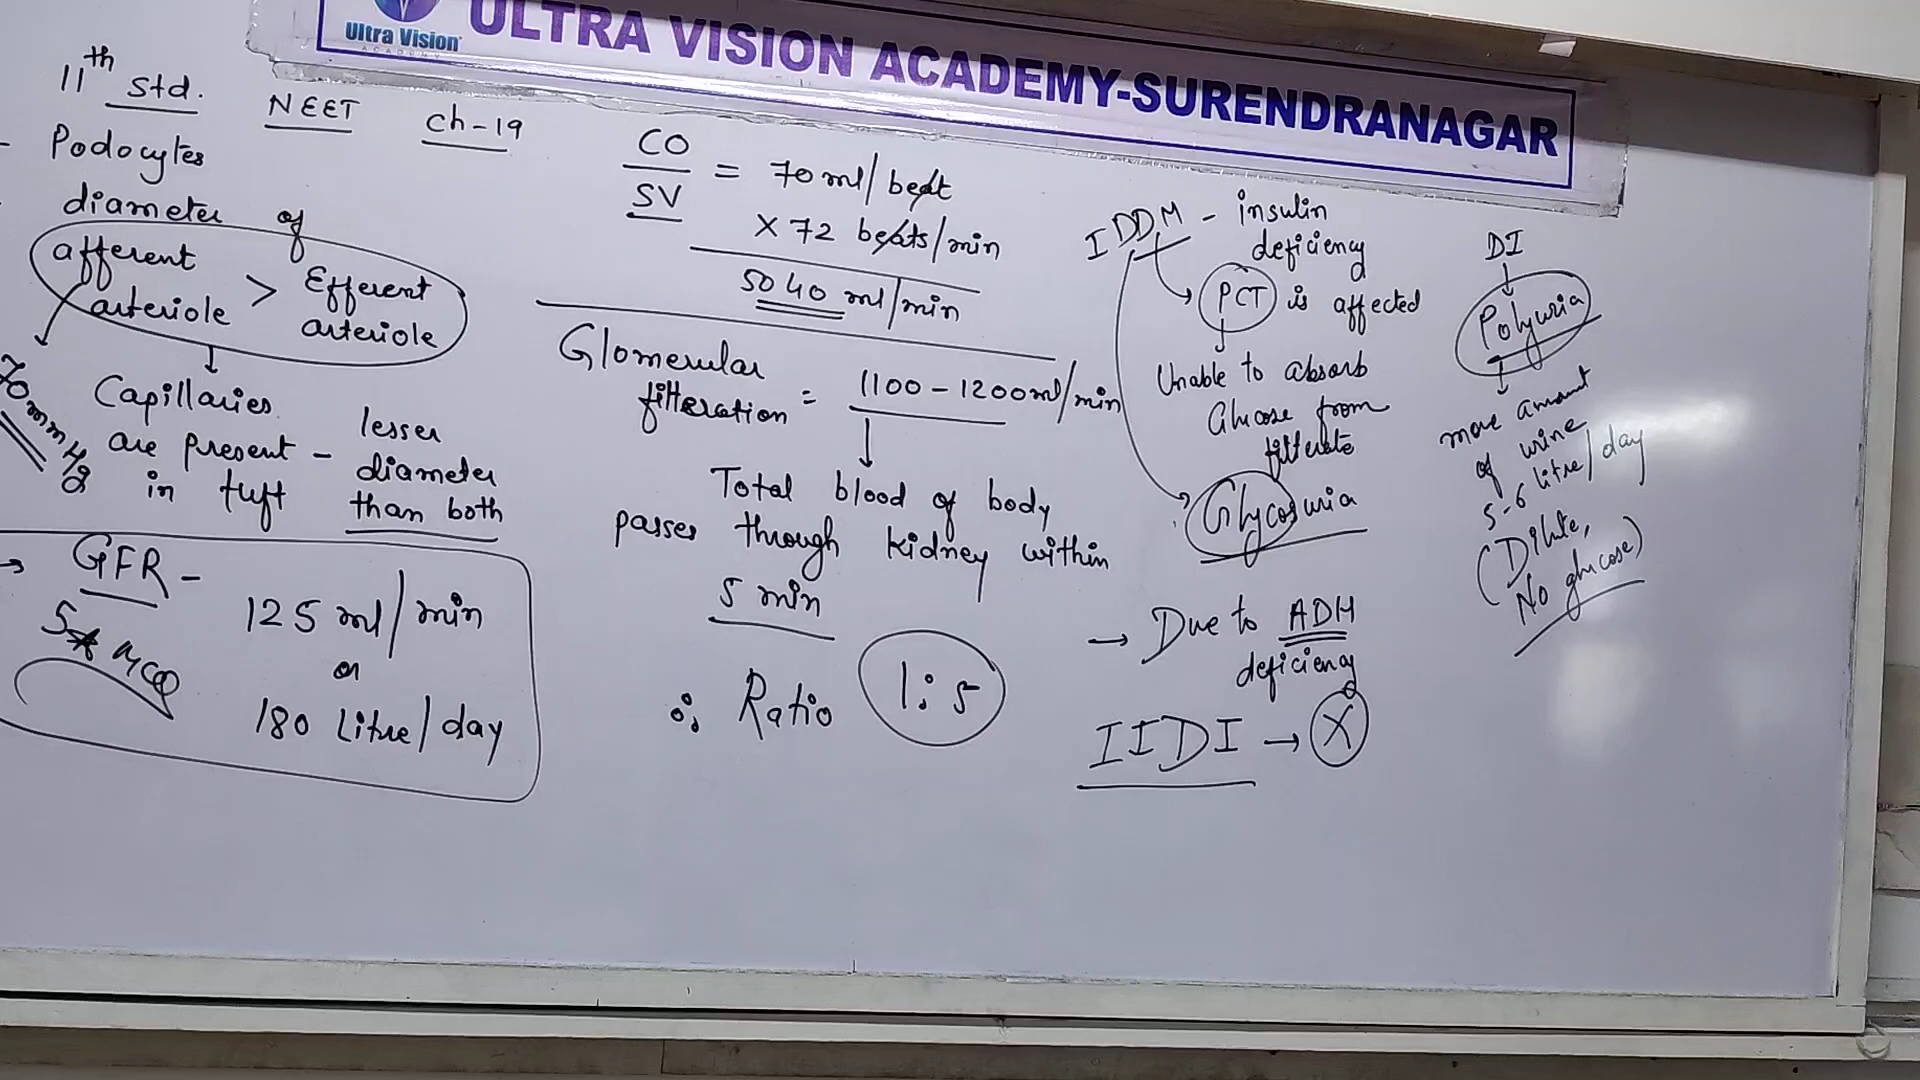 Ultra Vision
ACADEMY
ULTRA VISION ACADEMY-SURENDRANAGAR
11th Std. NEET Ch-19
- Podocytes
diameter of
afferent arteriole > Efferent arteriole
70 mmHg
Capillaries
are present - lesser diameter
in tuft than both
→ GFR - 125 ml/min
or
180 Litre/day
5★ MCQ
CO
SV
= 70 ml/beat
X 72 beats/min
5040 ml/min
Glomerular
filteration = 1100 - 1200 ml/min
Total blood of body
passes through kidney within
5 min
∴ Ratio 1:5
IDDM - insulin
deficiency
PCT is affected
Unable to absorb
Glucose from
filterate
Glycosuria
→ Due to ADH
deficiency
IIDI → X
DI
Polyuria
more amount
of urine
5-6 litre/day
(Dilute,
No glucose)